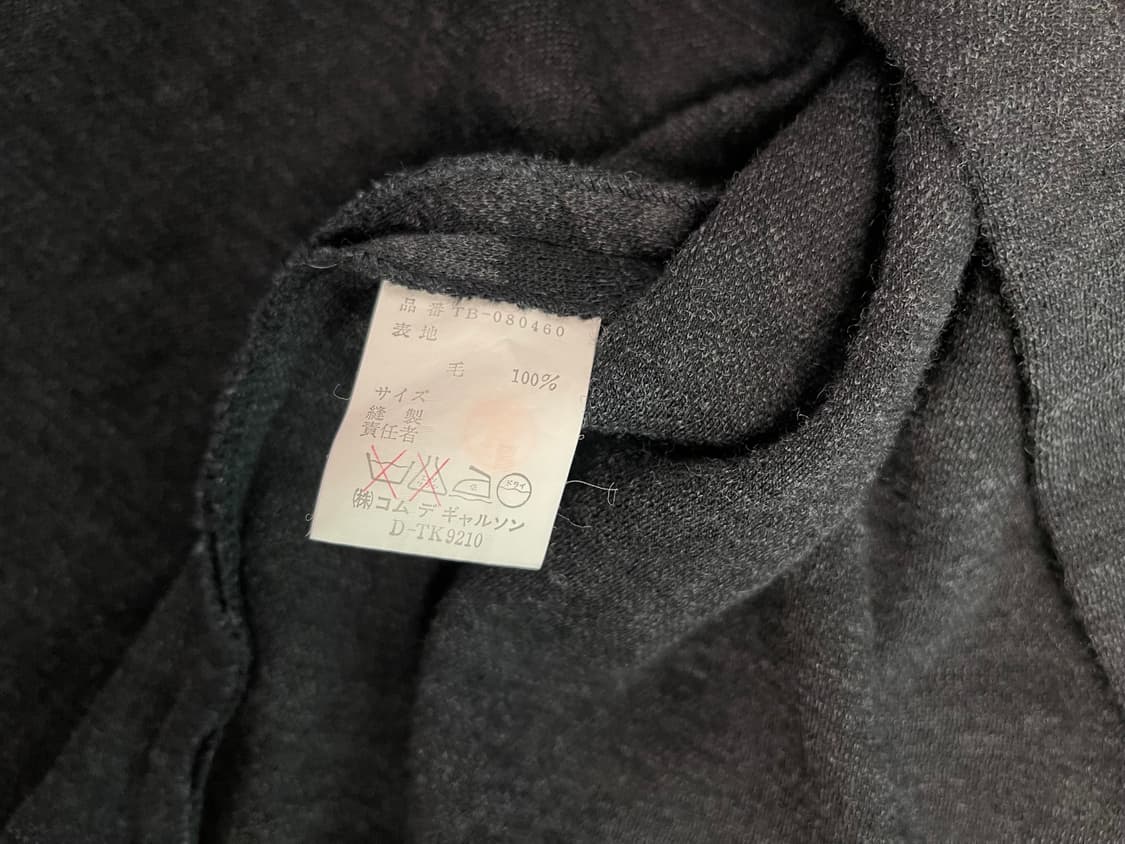 品番 TB-080460
表地
毛 100%
サイズ
縫製
責任者
ドライ
(株)コム デ ギャルソン
D-TK9210